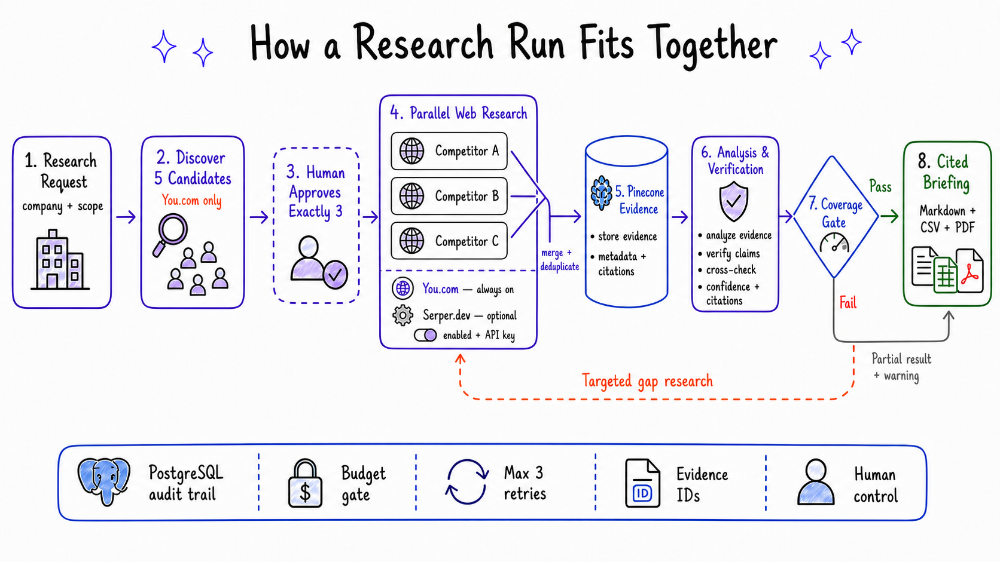 How a Research Run Fits Together
1. Research
Request
company + scope
2. Discover
5 Candidates
You.com only
3. Human
Approves
Exactly 3
4. Parallel Web Research
Competitor A
Competitor B
Competitor C
You.com — always on
Serper.dev — optional
enabled + API key
merge +
deduplicate
5. Pinecone
Evidence
• store evidence
• metadata +
citations
6. Analysis &
Verification
• analyze evidence
• verify claims
• cross-check
• confidence +
citations
7. Coverage
Gate
Pass
Fail
8. Cited
Briefing
Markdown +
CSV + PDF
Partial result
+ warning
Targeted gap research
PostgreSQL
audit trail
$
Budget
gate
Max 3
retries
ID
Evidence
IDs
Human
control